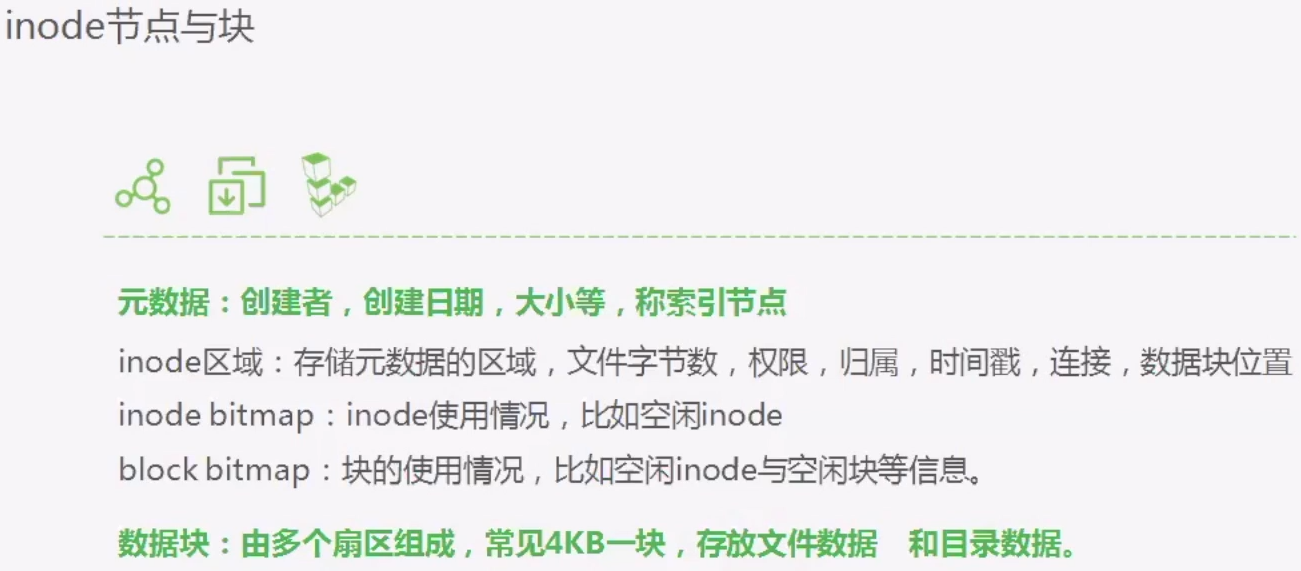 inode节点与块
元数据：创建者，创建日期，大小等，称索引节点
inode区域：存储元数据的区域，文件字节数，权限，归属，时间戳，连接，数据块位置
inode bitmap：inode使用情况，比如空闲inode
block bitmap：块的使用情况，比如空闲inode与空闲块等信息。
数据块：由多个扇区组成，常见4KB一块，存放文件数据 和目录数据。